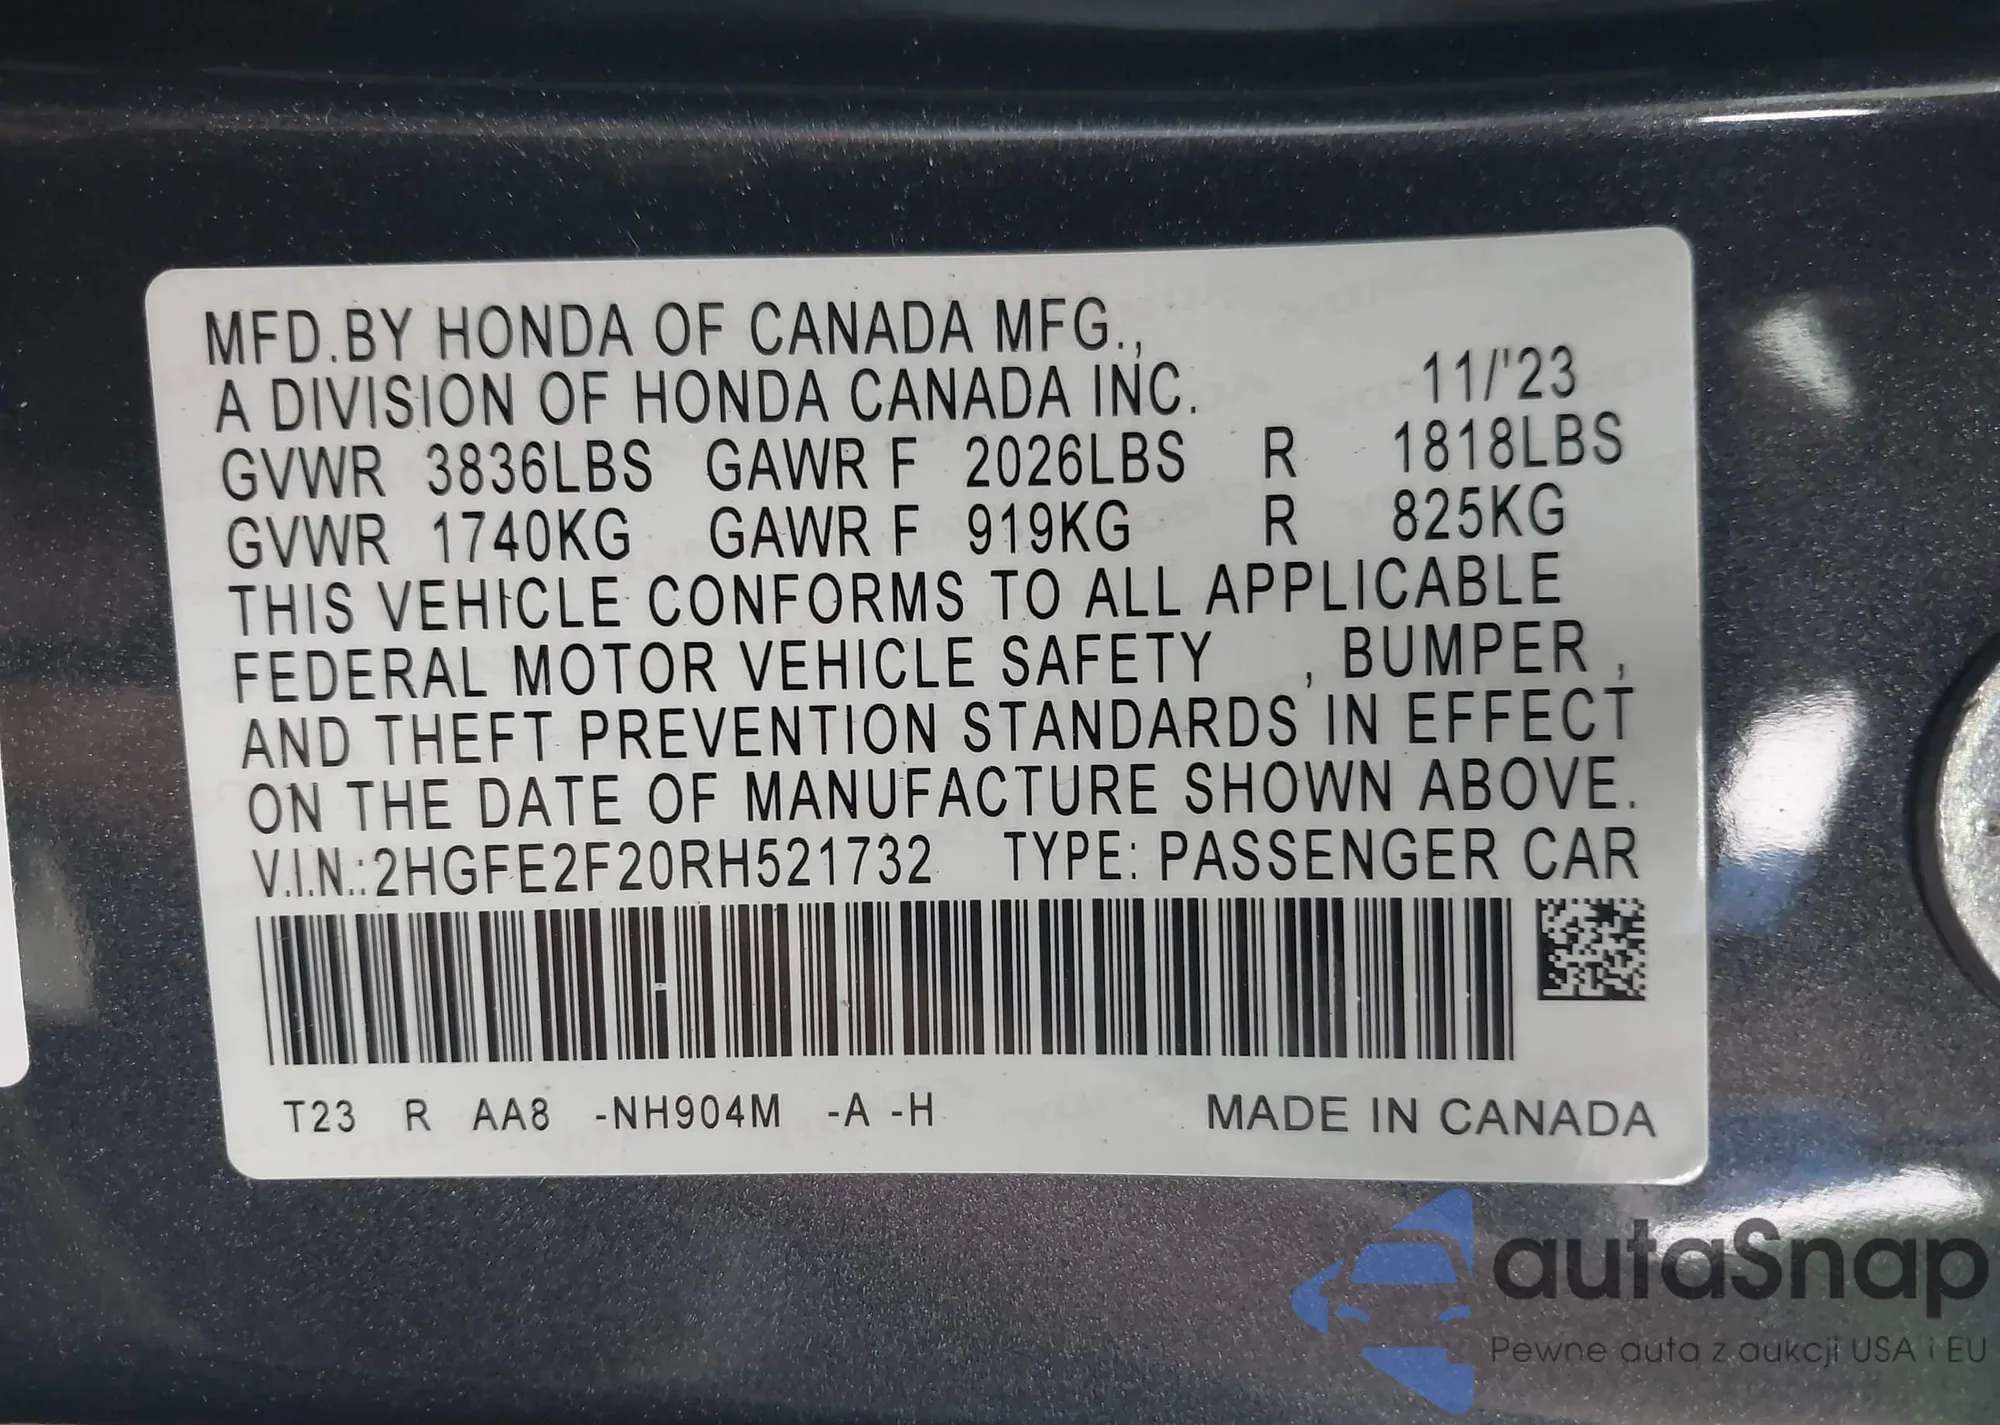 MFD.BY HONDA OF CANADA MFG.,
A DIVISION OF HONDA CANADA INC. 11/'23
GVWR 3836LBS GAWR F 2026LBS R 1818LBS
GVWR 1740KG GAWR F 919KG R 825KG
THIS VEHICLE CONFORMS TO ALL APPLICABLE
FEDERAL MOTOR VEHICLE SAFETY , BUMPER ,
AND THEFT PREVENTION STANDARDS IN EFFECT
ON THE DATE OF MANUFACTURE SHOWN ABOVE.
V.I.N.:2HGFE2F20RH521732 TYPE: PASSENGER CAR
T23 R AA8 -NH904M -A -H MADE IN CANADA
autaSnap
Pewne auta z aukcji USA i EU